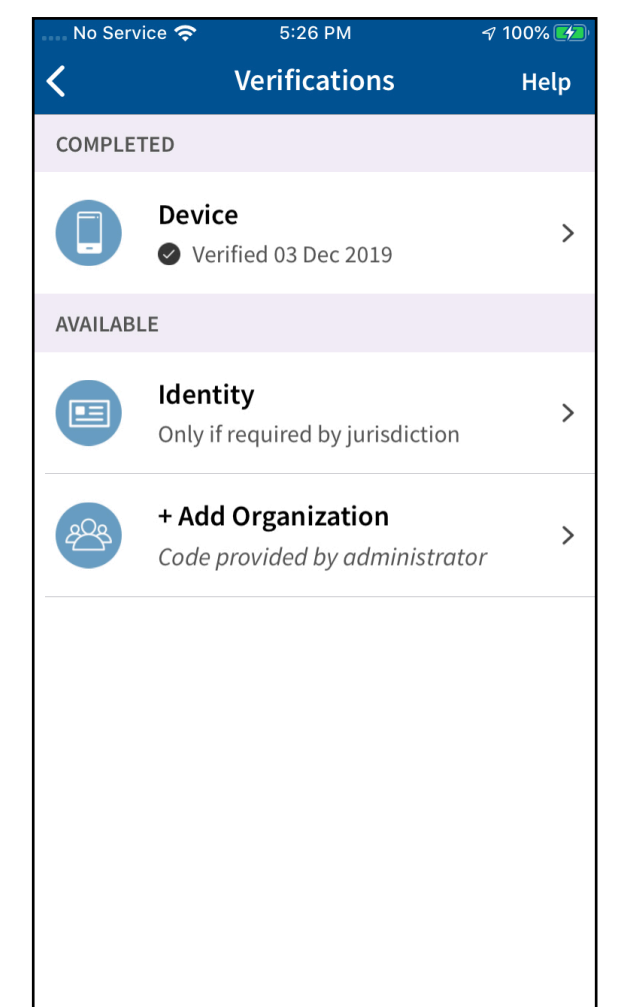 No Service 5:26 PM 100%
Verifications Help
COMPLETED
Device
Verified 03 Dec 2019
AVAILABLE
Identity
Only if required by jurisdiction
+ Add Organization
Code provided by administrator